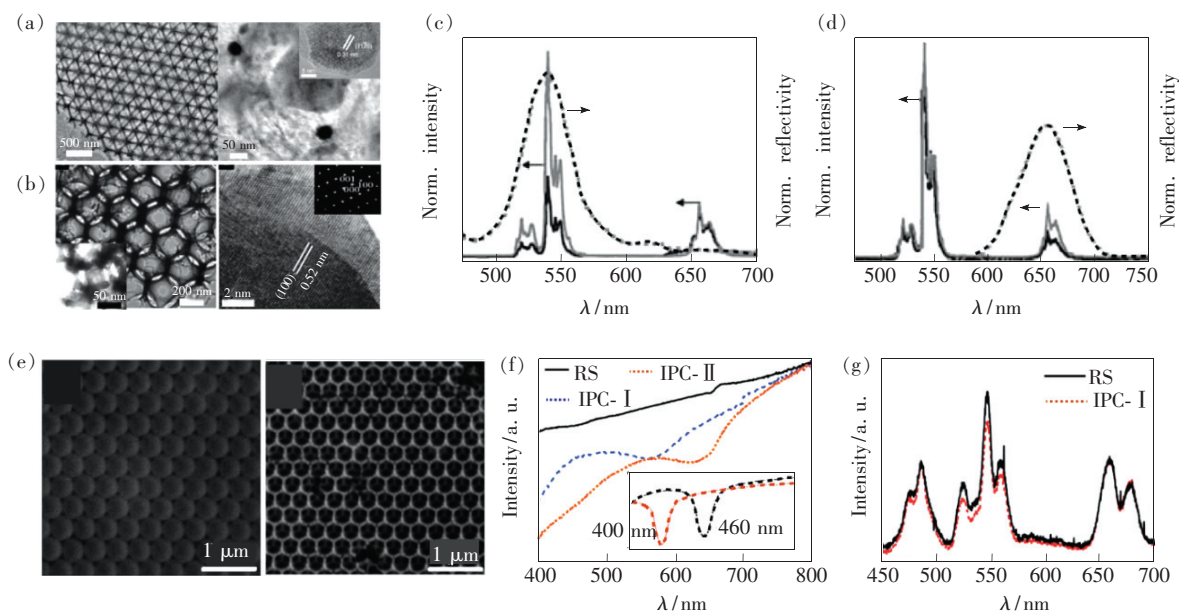 (a)
500 nm
50 nm
0.31 nm
(b)
50 nm
200 nm
001
100
000
(100)
0.52 nm
2 nm
(c)
Norm. intensity
Norm. reflectivity
500 550 600 650 700
λ/nm
(d)
Norm. intensity
Norm. reflectivity
500 550 600 650 700 750
λ/nm
(e)
1 μm
1 μm
(f)
RS
IPC-Ⅱ
IPC-Ⅰ
Intensity/a. u.
400 nm
460 nm
400 500 600 700 800
λ/nm
(g)
RS
IPC-Ⅰ
Intensity/a. u.
450 500 550 600 650 700
λ/nm